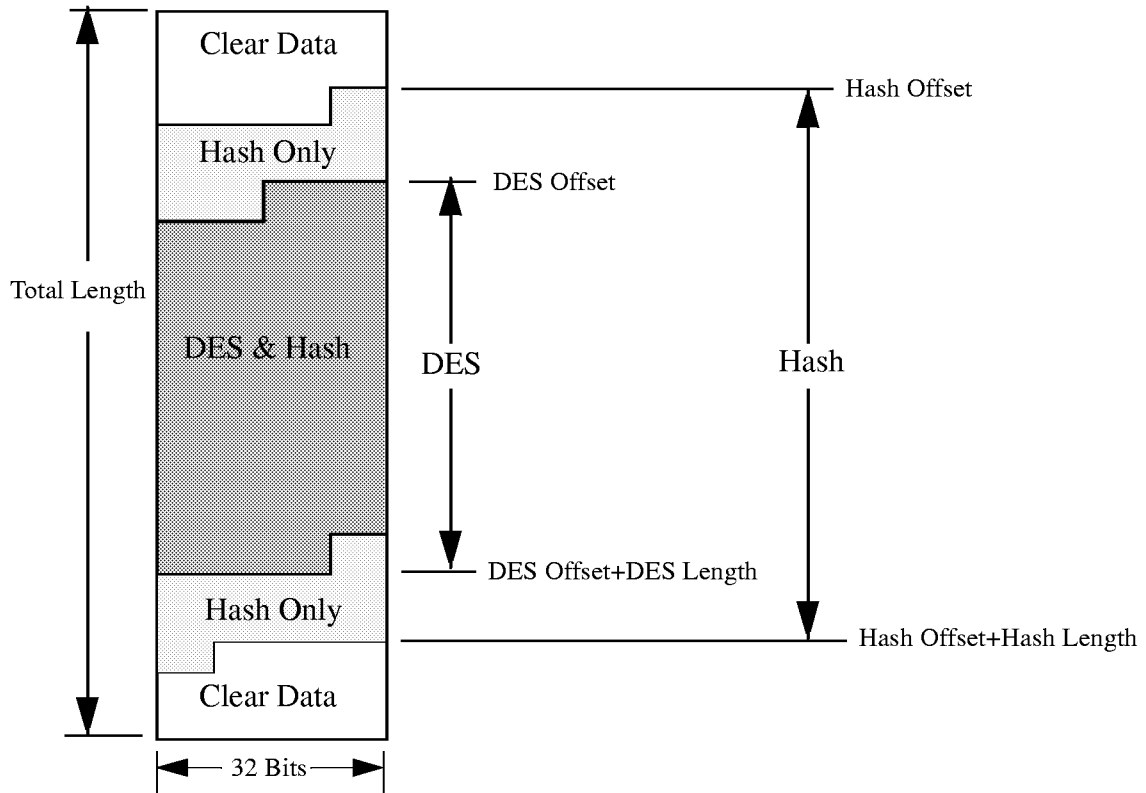 Clear Data
Hash Offset
Hash Only
DES Offset
Total Length
DES & Hash
DES
Hash
DES Offset+DES Length
Hash Only
Hash Offset+Hash Length
Clear Data
32 Bits